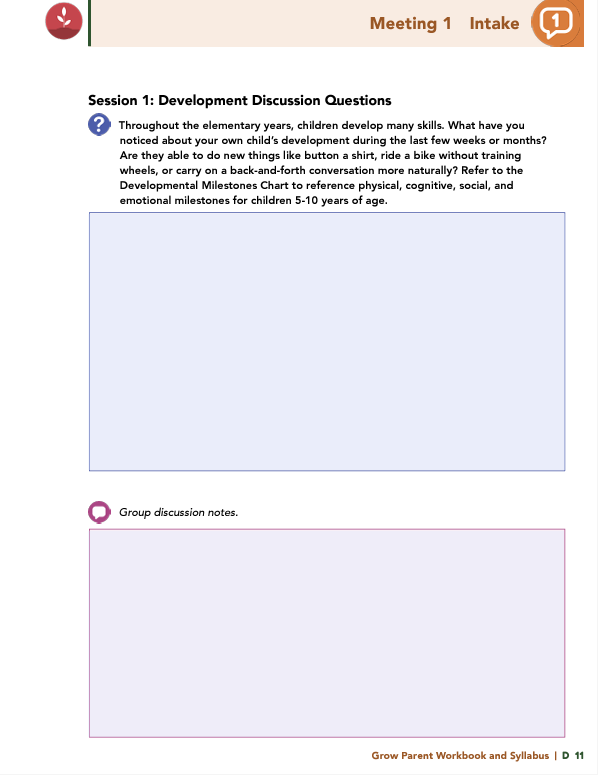 Meeting 1 Intake 1
Session 1: Development Discussion Questions
? Throughout the elementary years, children develop many skills. What have you
noticed about your own child's development during the last few weeks or months?
Are they able to do new things like button a shirt, ride a bike without training
wheels, or carry on a back-and-forth conversation more naturally? Refer to the
Developmental Milestones Chart to reference physical, cognitive, social, and
emotional milestones for children 5-10 years of age.
Group discussion notes.
Grow Parent Workbook and Syllabus | D 11